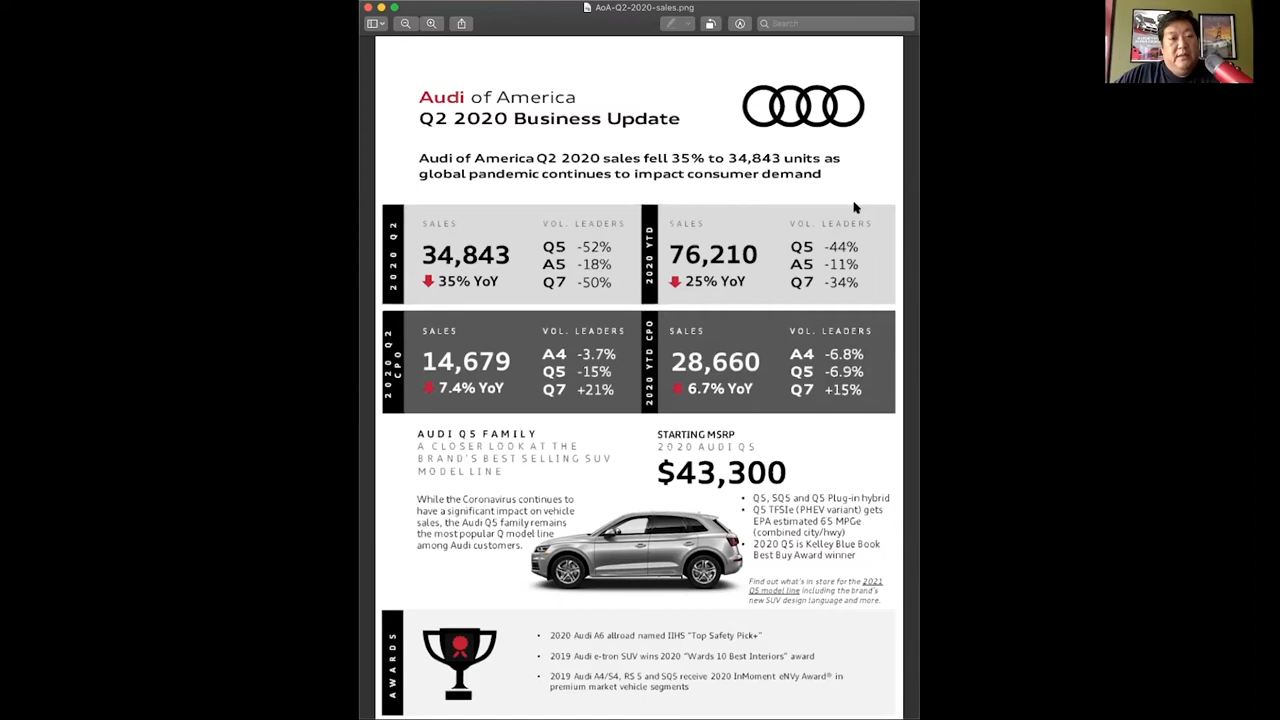 AoA-Q2-2020-sales.png
Search
Audi of America
Q2 2020 Business Update
Audi of America Q2 2020 sales fell 35% to 34,843 units as
global pandemic continues to impact consumer demand
2020 Q2
SALES
34,843
35% YoY
VOL. LEADERS
Q5 -52%
A5 -18%
Q7 -50%
2020 YTD
SALES
76,210
25% YoY
VOL. LEADERS
Q5 -44%
A5 -11%
Q7 -34%
2020 Q2
CPO
SALES
14,679
7.4% YoY
VOL. LEADERS
A4 -3.7%
Q5 -15%
Q7 +21%
2020 YTD CPO
SALES
28,660
6.7% YoY
VOL. LEADERS
A4 -6.8%
Q5 -6.9%
Q7 +15%
AUDI Q5 FAMILY
A CLOSER LOOK AT THE
BRAND'S BEST SELLING SUV
MODEL LINE
While the Coronavirus continues to
have a significant impact on vehicle
sales, the Audi Q5 family remains
the most popular Q model line
among Audi customers.
STARTING MSRP
2020 AUDI Q5
$43,300
• Q5, SQ5 and Q5 Plug-in hybrid
• Q5 TFSIe (PHEV variant) gets
EPA estimated 65 MPGe
(combined city/hwy)
• 2020 Q5 is Kelley Blue Book
Best Buy Award winner
Find out what's in store for the 2021
Q5 model line including the brand's
new SUV design language and more.
AWARDS
• 2020 Audi A6 allroad named IIHS "Top Safety Pick+"
• 2019 Audi e-tron SUV wins 2020 "Wards 10 Best Interiors" award
• 2019 Audi A4/S4, RS 5 and SQ5 receive 2020 InMoment eNVy Award® in
premium market vehicle segments